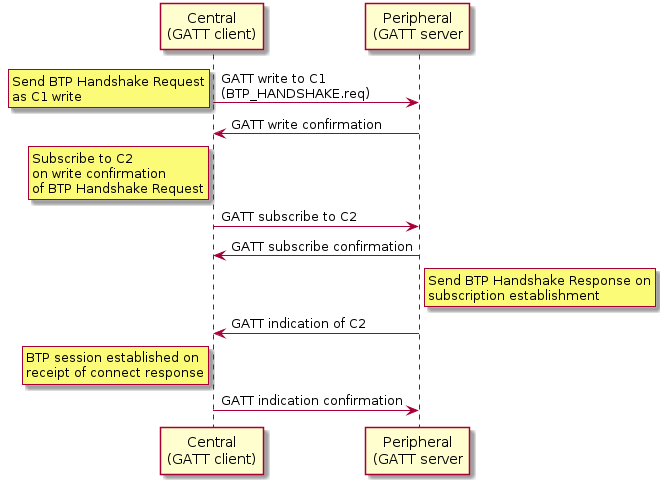 Central
(GATT client)
Peripheral
(GATT server
Send BTP Handshake Request
as C1 write
GATT write to C1
(BTP_HANDSHAKE.req)
GATT write confirmation
Subscribe to C2
on write confirmation
of BTP Handshake Request
GATT subscribe to C2
GATT subscribe confirmation
Send BTP Handshake Response on
subscription establishment
GATT indication of C2
BTP session established on
receipt of connect response
GATT indication confirmation
Central
(GATT client)
Peripheral
(GATT server